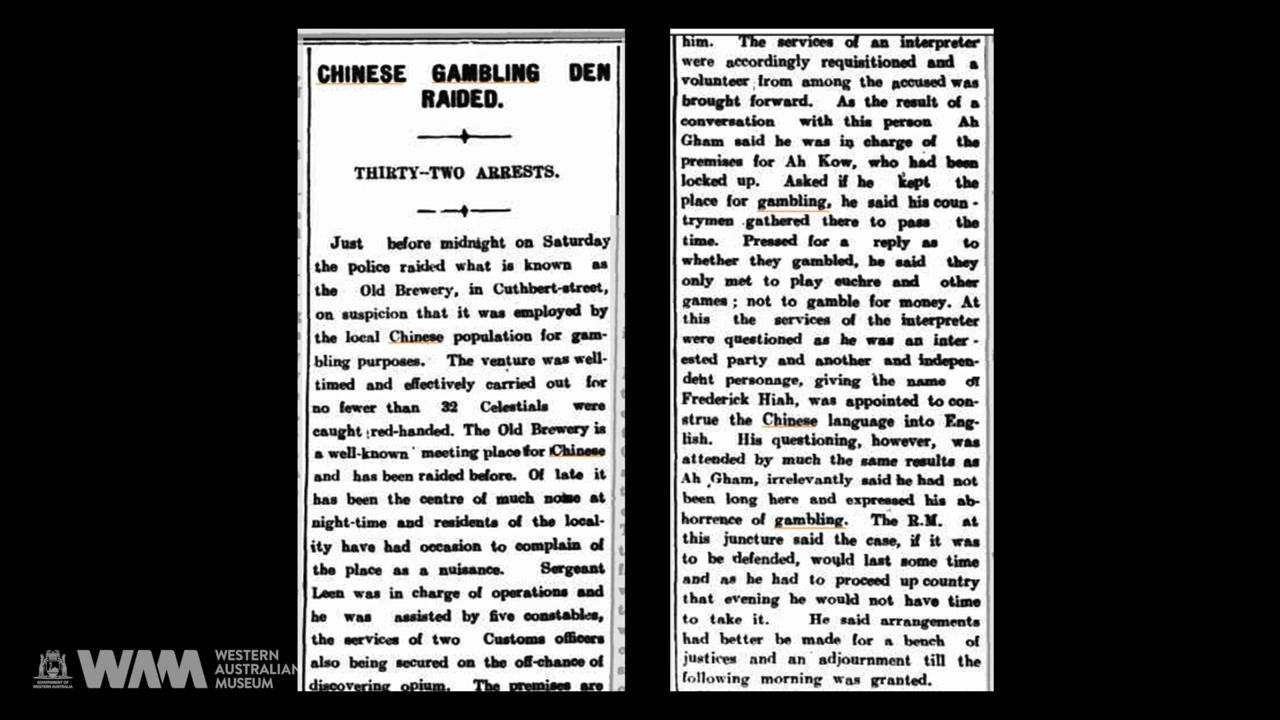 CHINESE GAMBLING DEN
RAIDED.
THIRTY-TWO ARRESTS.
Just before midnight on Saturday
the police raided what is known as
the Old Brewery, in Cuthbert-street,
on suspicion that it was employed by
the local Chinese population for gam-
bling purposes. The venture was well-
timed and effectively carried out for
no fewer than 32 Celestials were
caught red-handed. The Old Brewery is
a well-known meeting place for Chinese
and has been raided before. Of late it
has been the centre of much noise at
night-time and residents of the local-
ity have had occasion to complain of
the place as a nuisance. Sergeant
Leen was in charge of operations and
he was assisted by five constables,
the services of two Customs officers
also being secured on the off-chance of
discovering opium. The premises are
him. The services of an interpreter
were accordingly requisitioned and a
volunteer from among the accused was
brought forward. As the result of a
conversation with this person Ah
Gham said he was in charge of the
premises for Ah Kow, who had been
locked up. Asked if he kept the
place for gambling, he said his coun-
trymen gathered there to pass the
time. Pressed for a reply as to
whether they gambled, he said they
only met to play euchre and other
games; not to gamble for money. At
this the services of the interpreter
were questioned as he was an inter-
ested party and another and indepen-
deht personage, giving the name of
Frederick Hiah, was appointed to con-
strue the Chinese language into Eng-
lish. His questioning, however, was
attended by much the same results as
Ah Gham, irrelevantly said he had not
been long here and expressed his ab-
horrence of gambling. The R.M. at
this juncture said the case, if it was
to be defended, would last some time
and as he had to proceed up country
that evening he would not have time
to take it. He said arrangements
had better be made for a bench of
justices and an adjournment till the
following morning was granted.
GOVERNMENT OF
WESTERN AUSTRALIA
WAM
WESTERN
AUSTRALIAN
MUSEUM